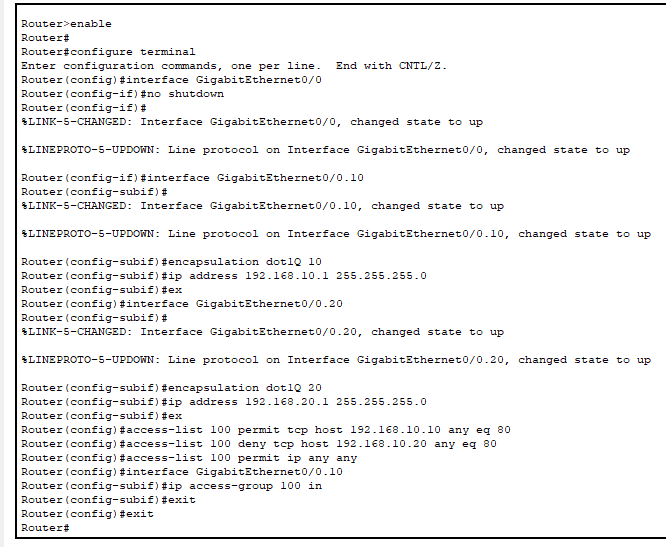 Router>enable
Router#
Router#configure terminal
Enter configuration commands, one per line.  End with CNTL/Z.
Router(config)#interface GigabitEthernet0/0
Router(config-if)#no shutdown
Router(config-if)#
%LINK-5-CHANGED: Interface GigabitEthernet0/0, changed state to up
%LINEPROTO-5-UPDOWN: Line protocol on Interface GigabitEthernet0/0, changed state to up
Router(config-if)#interface GigabitEthernet0/0.10
Router(config-subif)#
%LINK-5-CHANGED: Interface GigabitEthernet0/0.10, changed state to up
%LINEPROTO-5-UPDOWN: Line protocol on Interface GigabitEthernet0/0.10, changed state to up
Router(config-subif)#encapsulation dot1Q 10
Router(config-subif)#ip address 192.168.10.1 255.255.255.0
Router(config-subif)#ex
Router(config)#interface GigabitEthernet0/0.20
Router(config-subif)#
%LINK-5-CHANGED: Interface GigabitEthernet0/0.20, changed state to up
%LINEPROTO-5-UPDOWN: Line protocol on Interface GigabitEthernet0/0.20, changed state to up
Router(config-subif)#encapsulation dot1Q 20
Router(config-subif)#ip address 192.168.20.1 255.255.255.0
Router(config-subif)#ex
Router(config)#access-list 100 permit tcp host 192.168.10.10 any eq 80
Router(config)#access-list 100 deny tcp host 192.168.10.20 any eq 80
Router(config)#access-list 100 permit ip any any
Router(config)#interface GigabitEthernet0/0.10
Router(config-subif)#ip access-group 100 in
Router(config-subif)#exit
Router(config)#exit
Router#